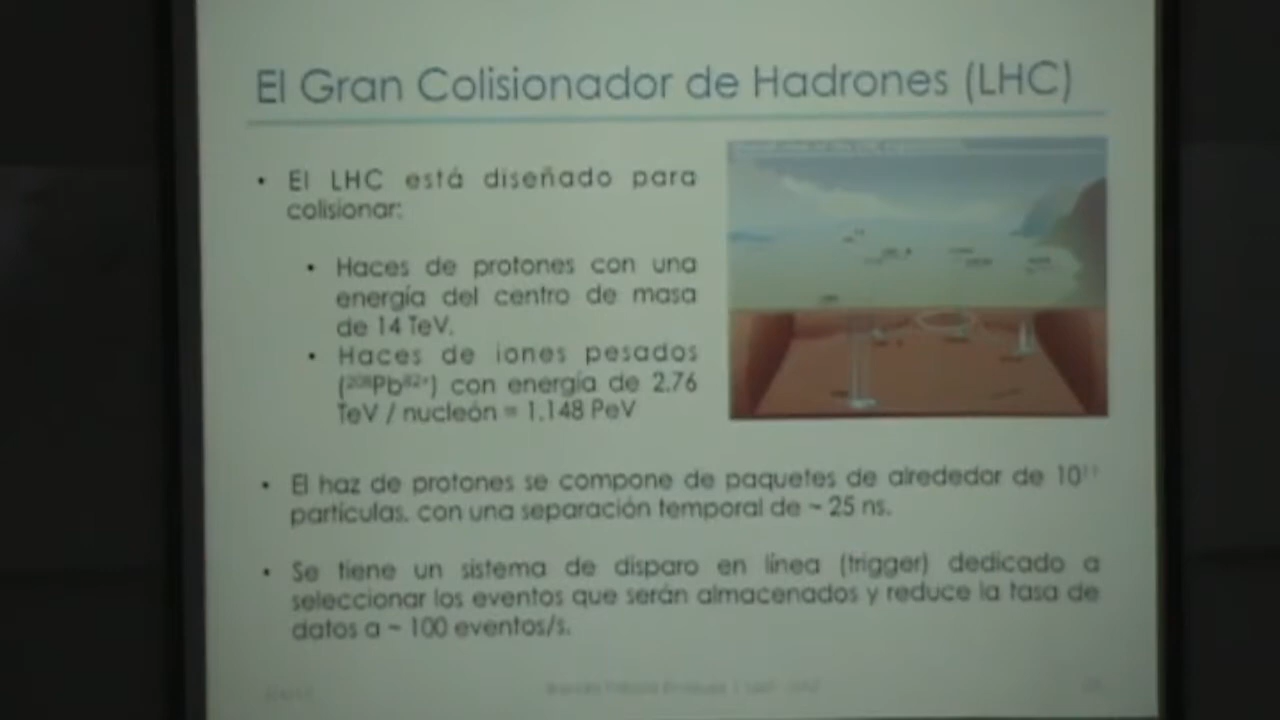 El Gran Colisionador de Hadrones (LHC)
• El LHC está diseñado para
colisionar:
• Haces de protones con una
energía del centro de masa
de 14 TeV.
• Haces de iones pesados
(²⁰⁸Pb⁸²⁺) con energía de 2.76
TeV / nucleón = 1.148 PeV
• El haz de protones se compone de paquetes de alrededor de 10¹¹
partículas, con una separación temporal de ~ 25 ns.
• Se tiene un sistema de disparo en línea (trigger) dedicado a
seleccionar los eventos que serán almacenados y reduce la tasa de
datos a ~ 100 eventos/s.